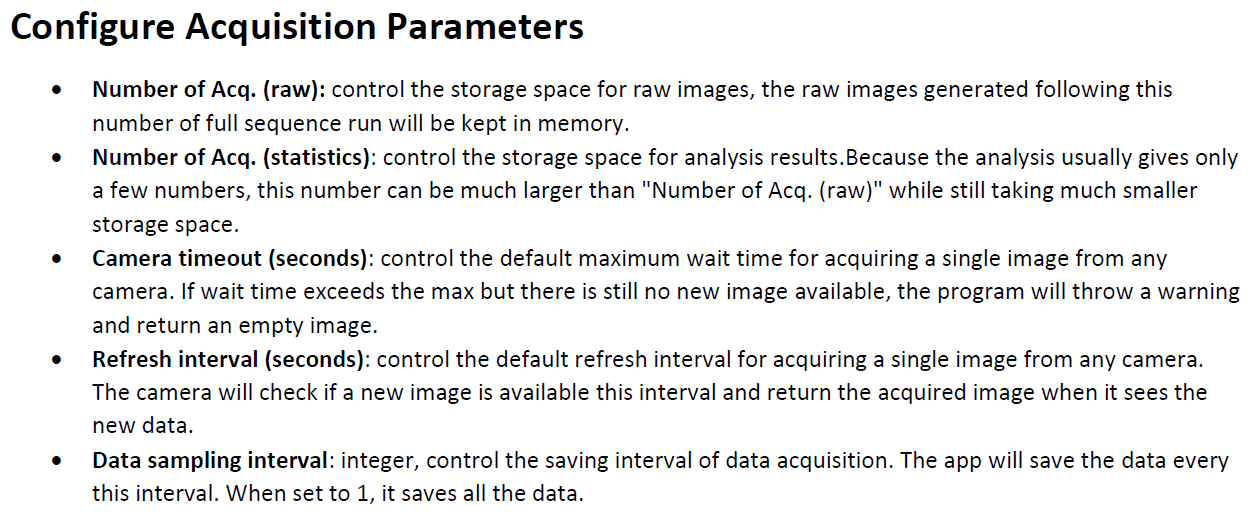 Configure Acquisition Parameters
• Number of Acq. (raw): control the storage space for raw images, the raw images generated following this
number of full sequence run will be kept in memory.
• Number of Acq. (statistics): control the storage space for analysis results.Because the analysis usually gives only
a few numbers, this number can be much larger than "Number of Acq. (raw)" while still taking much smaller
storage space.
• Camera timeout (seconds): control the default maximum wait time for acquiring a single image from any
camera. If wait time exceeds the max but there is still no new image available, the program will throw a warning
and return an empty image.
• Refresh interval (seconds): control the default refresh interval for acquiring a single image from any camera.
The camera will check if a new image is available this interval and return the acquired image when it sees the
new data.
• Data sampling interval: integer, control the saving interval of data acquisition. The app will save the data every
this interval. When set to 1, it saves all the data.